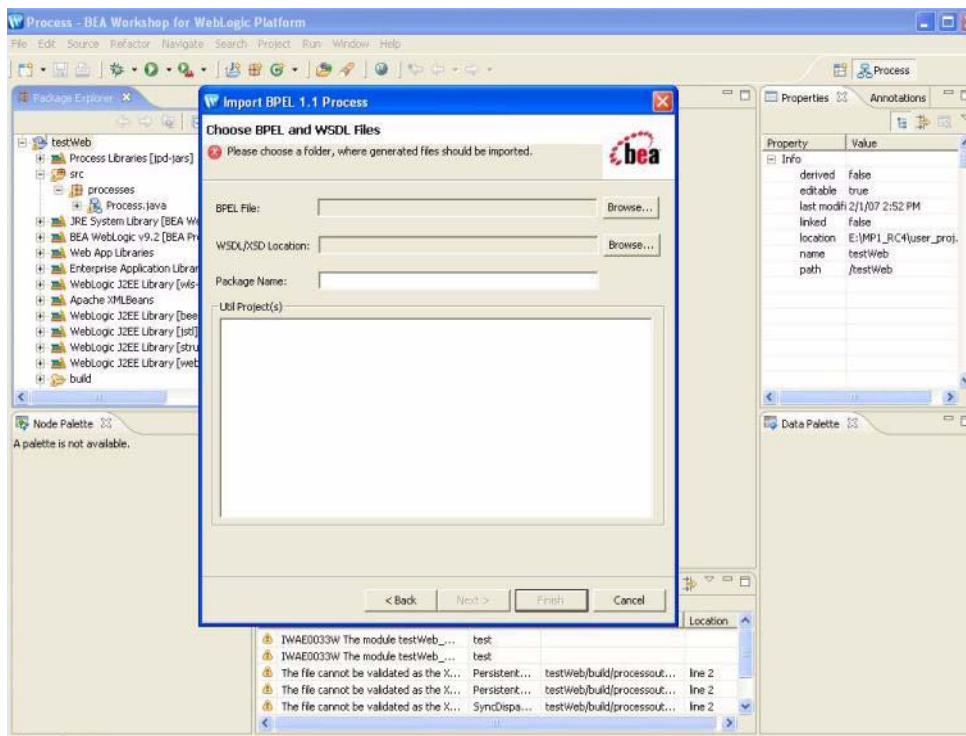 Process - BEA Workshop for WebLogic Platform
File Edit Source Refactor Navigate Search Project Run Window Help
Process
Package Explorer
testWeb
Process Libraries [jpd-jars]
src
processes
Process.java
JRE System Library [BEA We
BEA WebLogic v9.2 [BEA Pr
Web App Libraries
Enterprise Application Librar
WebLogic J2EE Library [wls-
Apache XMLBeans
WebLogic J2EE Library [bee
WebLogic J2EE Library [jstl]
WebLogic J2EE Library [stru
WebLogic J2EE Library [web
build
Node Palette
A palette is not available.
Import BPEL 1.1 Process
Choose BPEL and WSDL Files
Please choose a folder, where generated files should be imported.
bea
BPEL File:
Browse...
WSDL/XSD Location:
Browse...
Package Name:
Util Project(s)
< Back
Next >
Finish
Cancel
Properties Annotations
Property Value
Info
derived false
editable true
last modifi 2/1/07 2:52 PM
linked false
location E:\MP1_RC4\user_proj.
name testWeb
path /testWeb
Data Palette
Location
IWAE0033W The module testWeb_... test
IWAE0033W The module testWeb_... test
The file cannot be validated as the X... Persistent... testWeb/build/processout... line 2
The file cannot be validated as the X... Persistent... testWeb/build/processout... line 2
The file cannot be validated as the X... SyncDispa... testWeb/build/processout... line 2